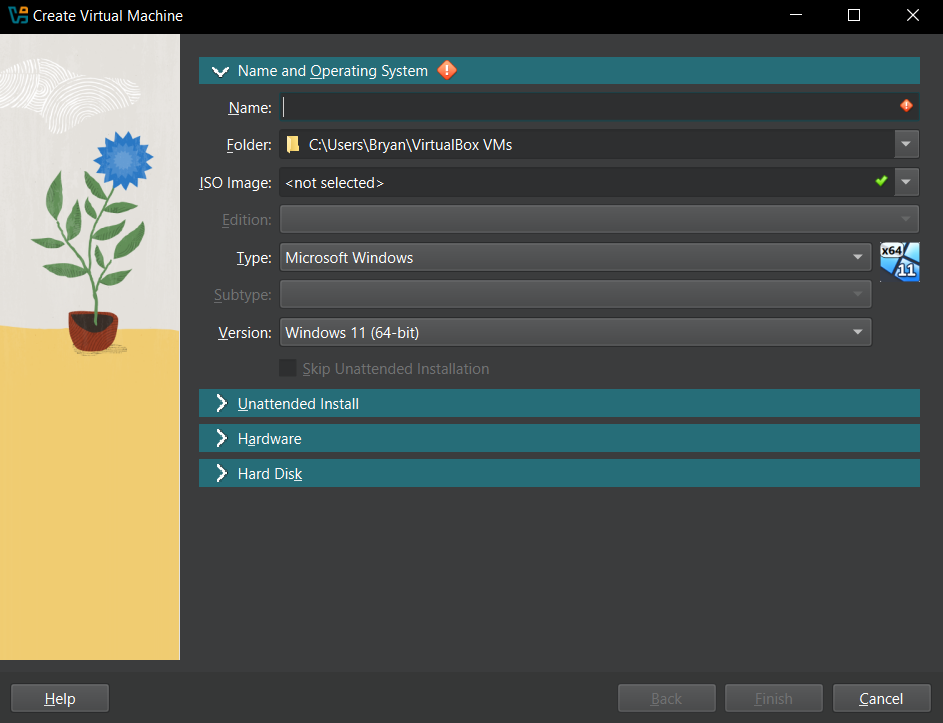 Create Virtual Machine
Name and Operating System
Name:
Folder: C:\Users\Bryan\VirtualBox VMs
ISO Image: <not selected>
Edition:
Type: Microsoft Windows
x64
11
Subtype:
Version: Windows 11 (64-bit)
Skip Unattended Installation
Unattended Install
Hardware
Hard Disk
Help Back Finish Cancel